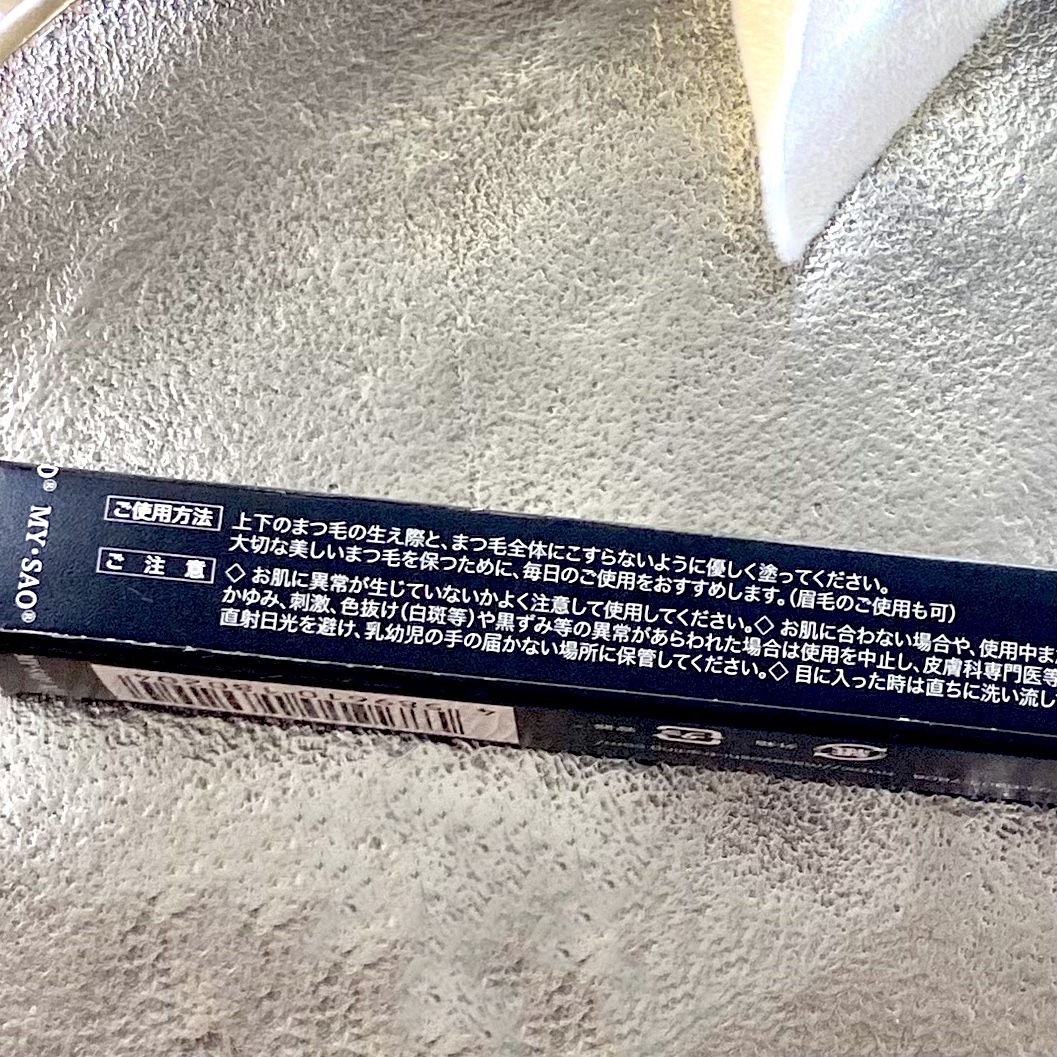 MY·SAO®
ご使用方法
上下のまつ毛の生え際と、まつ毛全体にこすらないように優しく塗ってください。
大切な美しいまつ毛を保つために、毎日のご使用をおすすめします。(眉毛のご使用も可)
ご注意
◇ お肌に異常が生じていないかよく注意して使用してください。◇ お肌に合わない場合や、使用中ま
かゆみ、刺激、色抜け(白斑等)や黒ずみ等の異常があらわれた場合は使用を中止し、皮膚科専門医等
直射日光を避け、乳幼児の手の届かない場所に保管してください。◇ 目に入った時は直ちに洗い流し